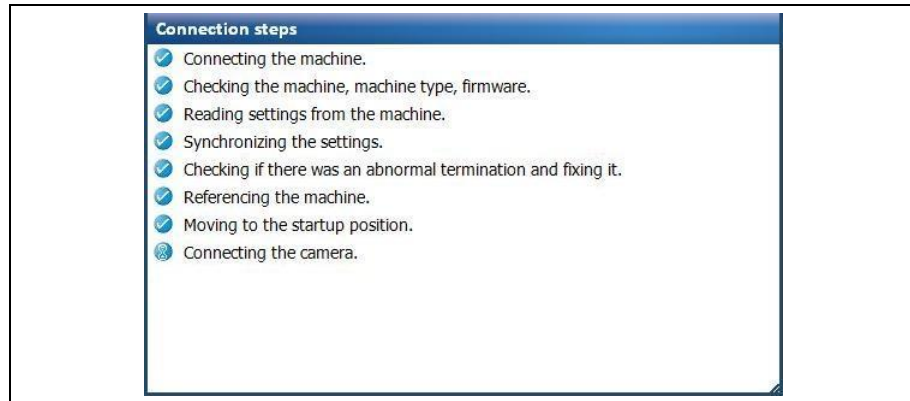 Connection steps
Connecting the machine.
Checking the machine, machine type, firmware.
Reading settings from the machine.
Synchronizing the settings.
Checking if there was an abnormal termination and fixing it.
Referencing the machine.
Moving to the startup position.
Connecting the camera.